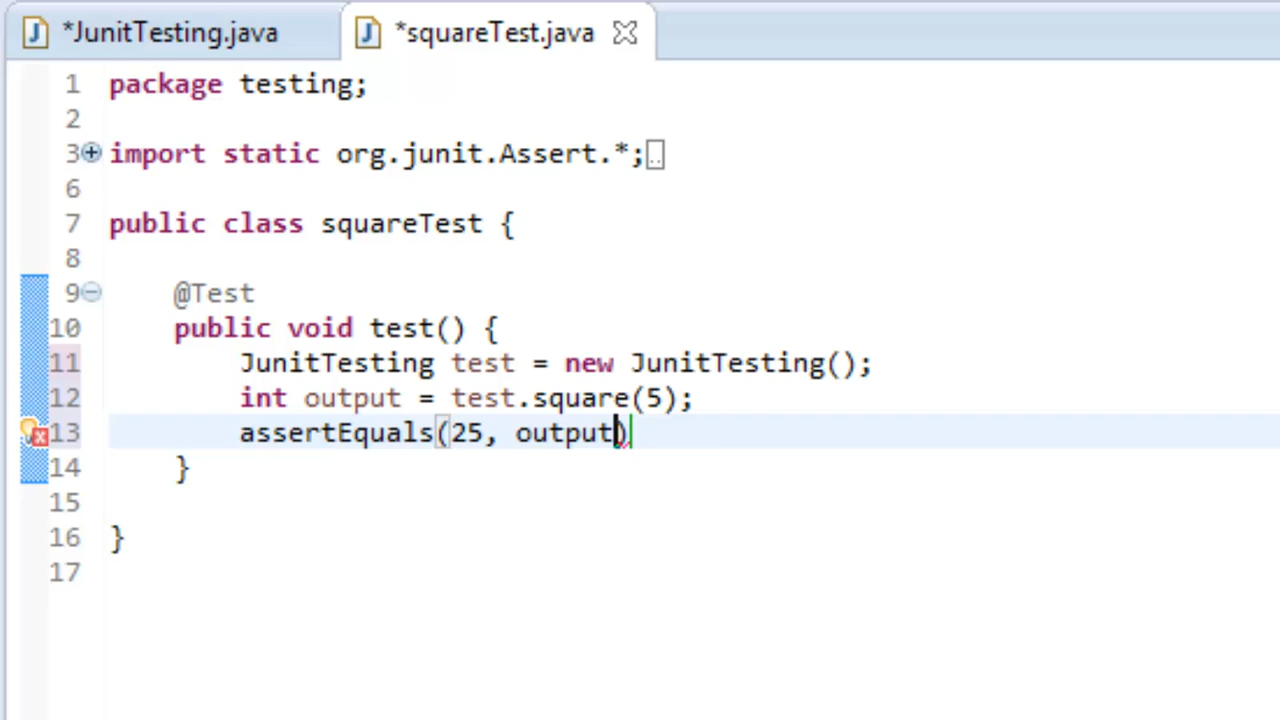 *JunitTesting.java *squareTest.java
1 package testing;
2
3 import static org.junit.Assert.*;
6
7 public class squareTest {
8
9 @Test
10 public void test() {
11 JunitTesting test = new JunitTesting();
12 int output = test.square(5);
13 assertEquals(25, output)
14 }
15
16 }
17